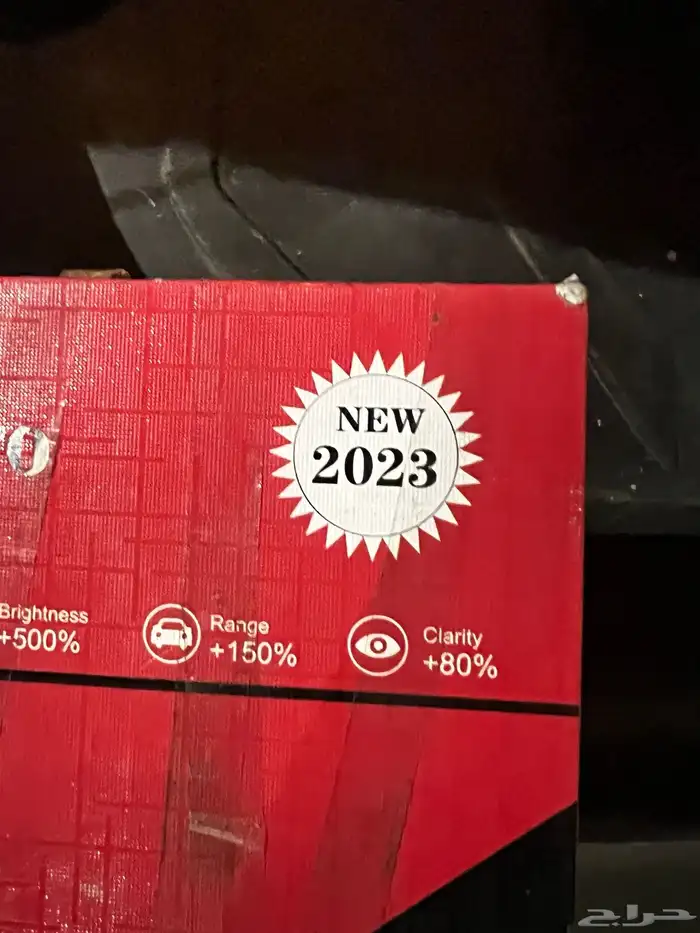 NEW
2023
Brightness
+500%
Range
+150%
Clarity
+80%
حراج